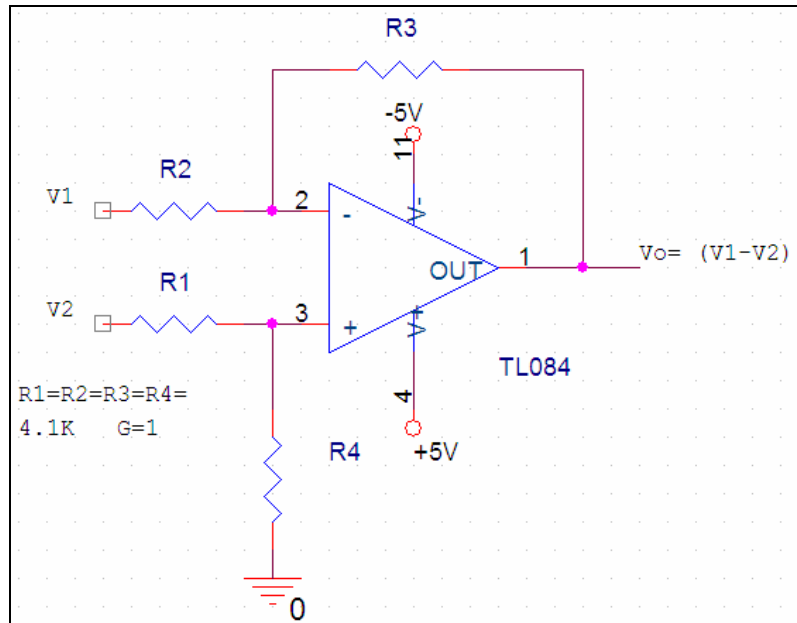 R3
-5V
11
R2
V1
2
-
V-
OUT
1
Vo= (V1-V2)
R1
V2
3
+
V+
TL084
R1=R2=R3=R4=
4.1K G=1
4
R4
+5V
0